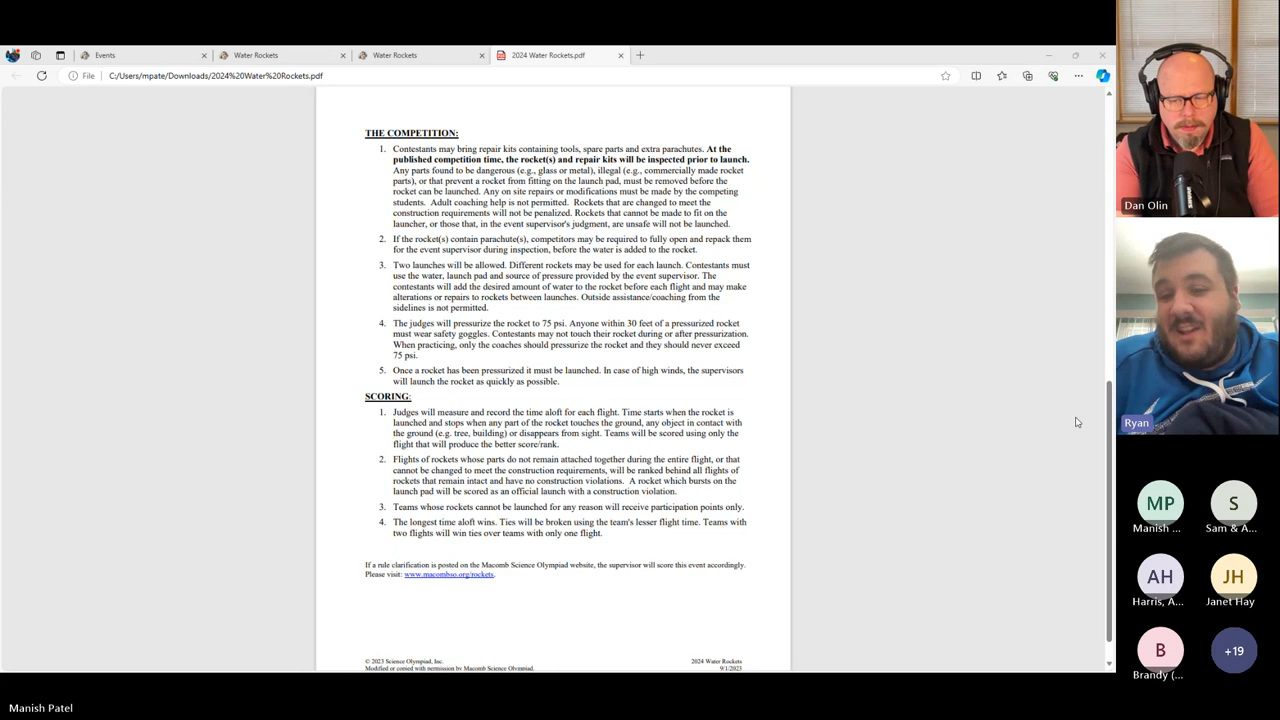 Events
Water Rockets
Water Rockets
2024 Water Rockets.pdf
File
C:/Users/mpate/Downloads/2024%20Water%20Rockets.pdf
THE COMPETITION:
1. Contestants may bring repair kits containing tools, spare parts and extra parachutes. At the
published competition time, the rocket(s) and repair kits will be inspected prior to launch.
Any parts found to be dangerous (e.g., glass or metal), illegal (e.g., commercially made rocket
parts), or that prevent a rocket from fitting on the launch pad, must be removed before the
rocket can be launched. Any on site repairs or modifications must be made by the competing
students. Adult coaching help is not permitted. Rockets that are changed to meet the
construction requirements will not be penalized. Rockets that cannot be made to fit on the
launcher, or those that, in the event supervisor's judgment, are unsafe will not be launched.
2. If the rocket(s) contain parachute(s), competitors may be required to fully open and repack them
for the event supervisor during inspection, before the water is added to the rocket.
3. Two launches will be allowed. Different rockets may be used for each launch. Contestants must
use the water, launch pad and source of pressure provided by the event supervisor. The
contestants will add the desired amount of water to the rocket before each flight and may make
alterations or repairs to rockets between launches. Outside assistance/coaching from the
sidelines is not permitted.
4. The judges will pressurize the rocket to 75 psi. Anyone within 30 feet of a pressurized rocket
must wear safety goggles. Contestants may not touch their rocket during or after pressurization.
When practicing, only the coaches should pressurize the rocket and they should never exceed
75 psi.
5. Once a rocket has been pressurized it must be launched. In case of high winds, the supervisors
will launch the rocket as quickly as possible.
SCORING:
1. Judges will measure and record the time aloft for each flight. Time starts when the rocket is
launched and stops when any part of the rocket touches the ground, any object in contact with
the ground (e.g. tree, building) or disappears from sight. Teams will be scored using only the
flight that will produce the better score/rank.
2. Flights of rockets whose parts do not remain attached together during the entire flight, or that
cannot be changed to meet the construction requirements, will be ranked behind all flights of
rockets that remain intact and have no construction violations. A rocket which bursts on the
launch pad will be scored as an official launch with a construction violation.
3. Teams whose rockets cannot be launched for any reason will receive participation points only.
4. The longest time aloft wins. Ties will be broken using the team's lesser flight time. Teams with
two flights will win ties over teams with only one flight.
If a rule clarification is posted on the Macomb Science Olympiad website, the supervisor will score this event accordingly.
Please visit: www.macombso.org/rockets.
© 2023 Science Olympiad, Inc.
Modified or copied with permission by Macomb Science Olympiad.
2024 Water Rockets
9/1/2023
Dan Olin
Ryan
MP
Manish ...
S
Sam & A...
AH
Harris, A...
JH
Janet Hay
B
Brandy (...
+19
Manish Patel